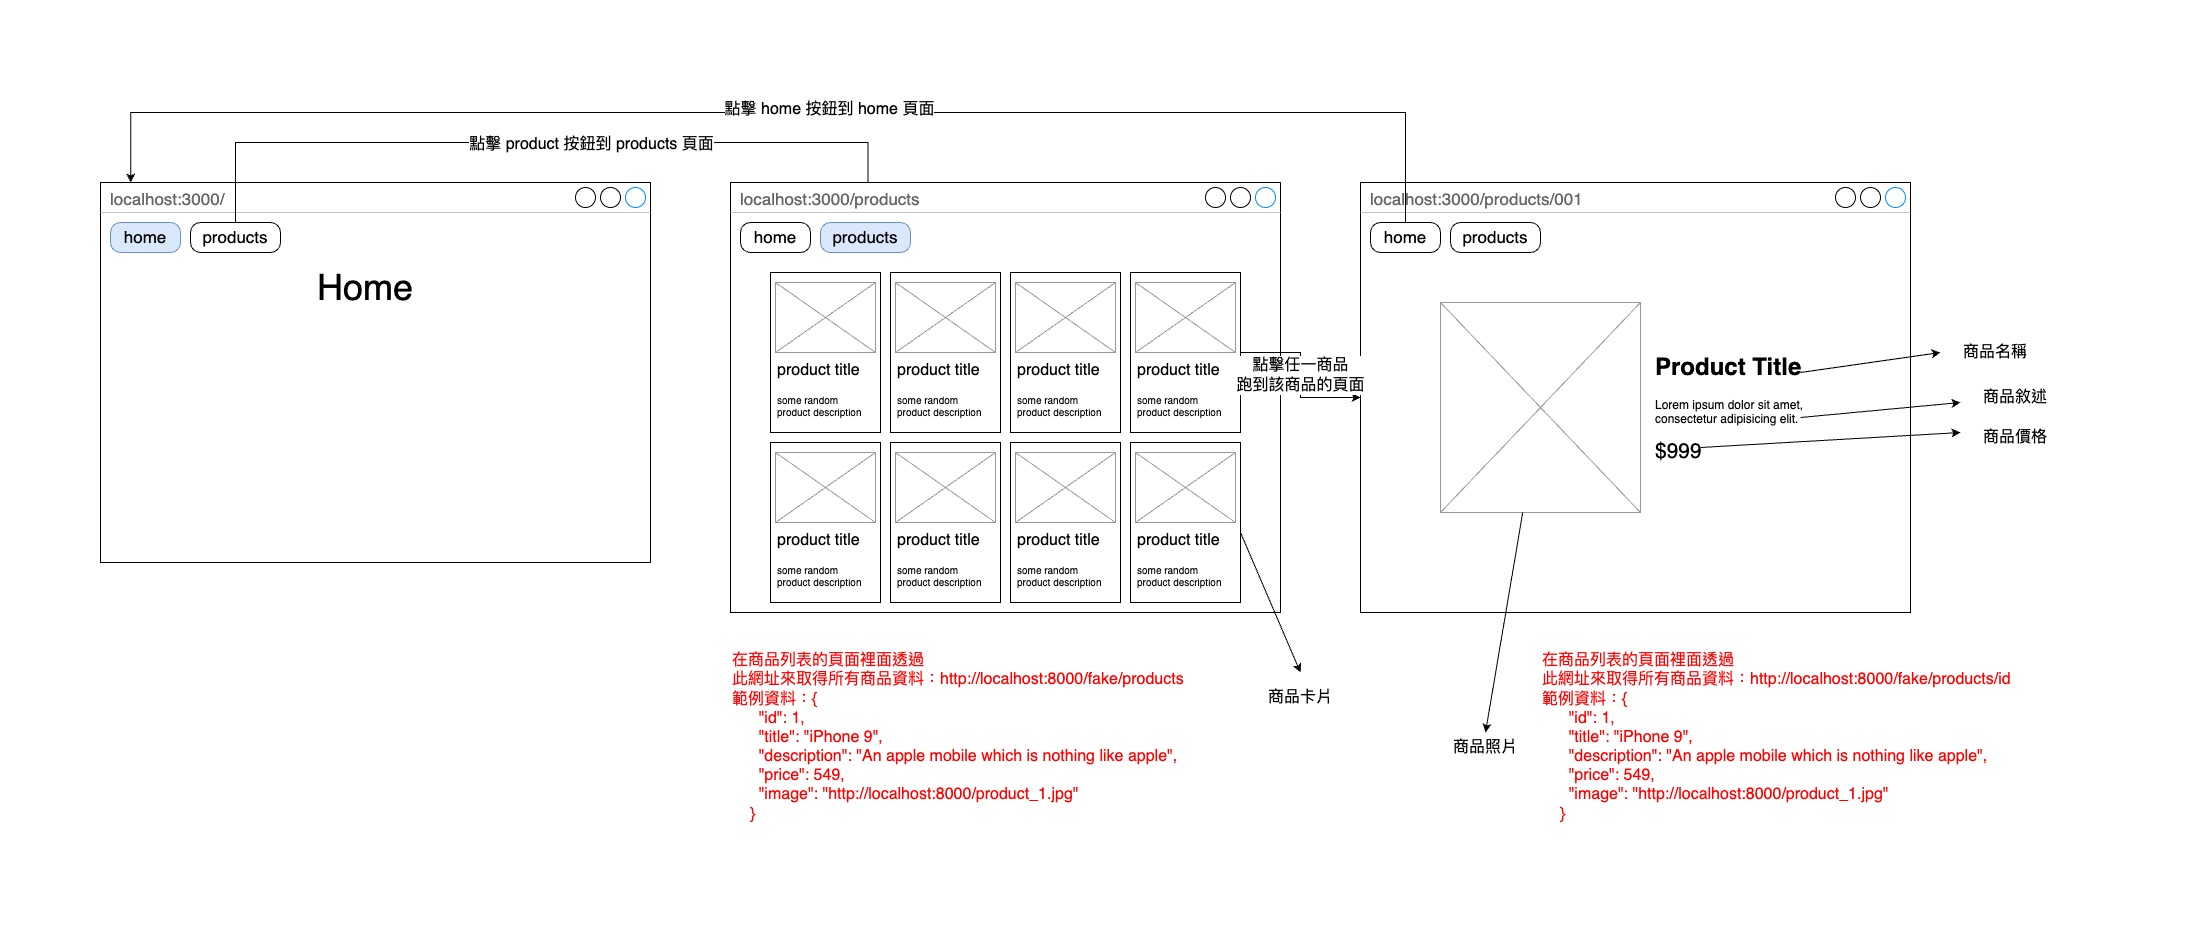 點擊 home 按鈕到 home 頁面
點擊 product 按鈕到 products 頁面
localhost:3000/
home
products
Home
localhost:3000/products
home
products
product title
some random
product description
product title
some random
product description
product title
some random
product description
product title
some random
product description
product title
some random
product description
product title
some random
product description
product title
some random
product description
product title
some random
product description
點擊任一商品
跑到該商品的頁面
商品卡片
localhost:3000/products/001
home
products
Product Title
Lorem ipsum dolor sit amet,
consectetur adipisicing elit.
$999
商品名稱
商品敘述
商品價格
商品照片
在商品列表的頁面裡面透過
此網址來取得所有商品資料：http://localhost:8000/fake/products
範例資料：{
"id": 1,
"title": "iPhone 9",
"description": "An apple mobile which is nothing like apple",
"price": 549,
"image": "http://localhost:8000/product_1.jpg"
}
在商品列表的頁面裡面透過
此網址來取得所有商品資料：http://localhost:8000/fake/products/id
範例資料：{
"id": 1,
"title": "iPhone 9",
"description": "An apple mobile which is nothing like apple",
"price": 549,
"image": "http://localhost:8000/product_1.jpg"
}